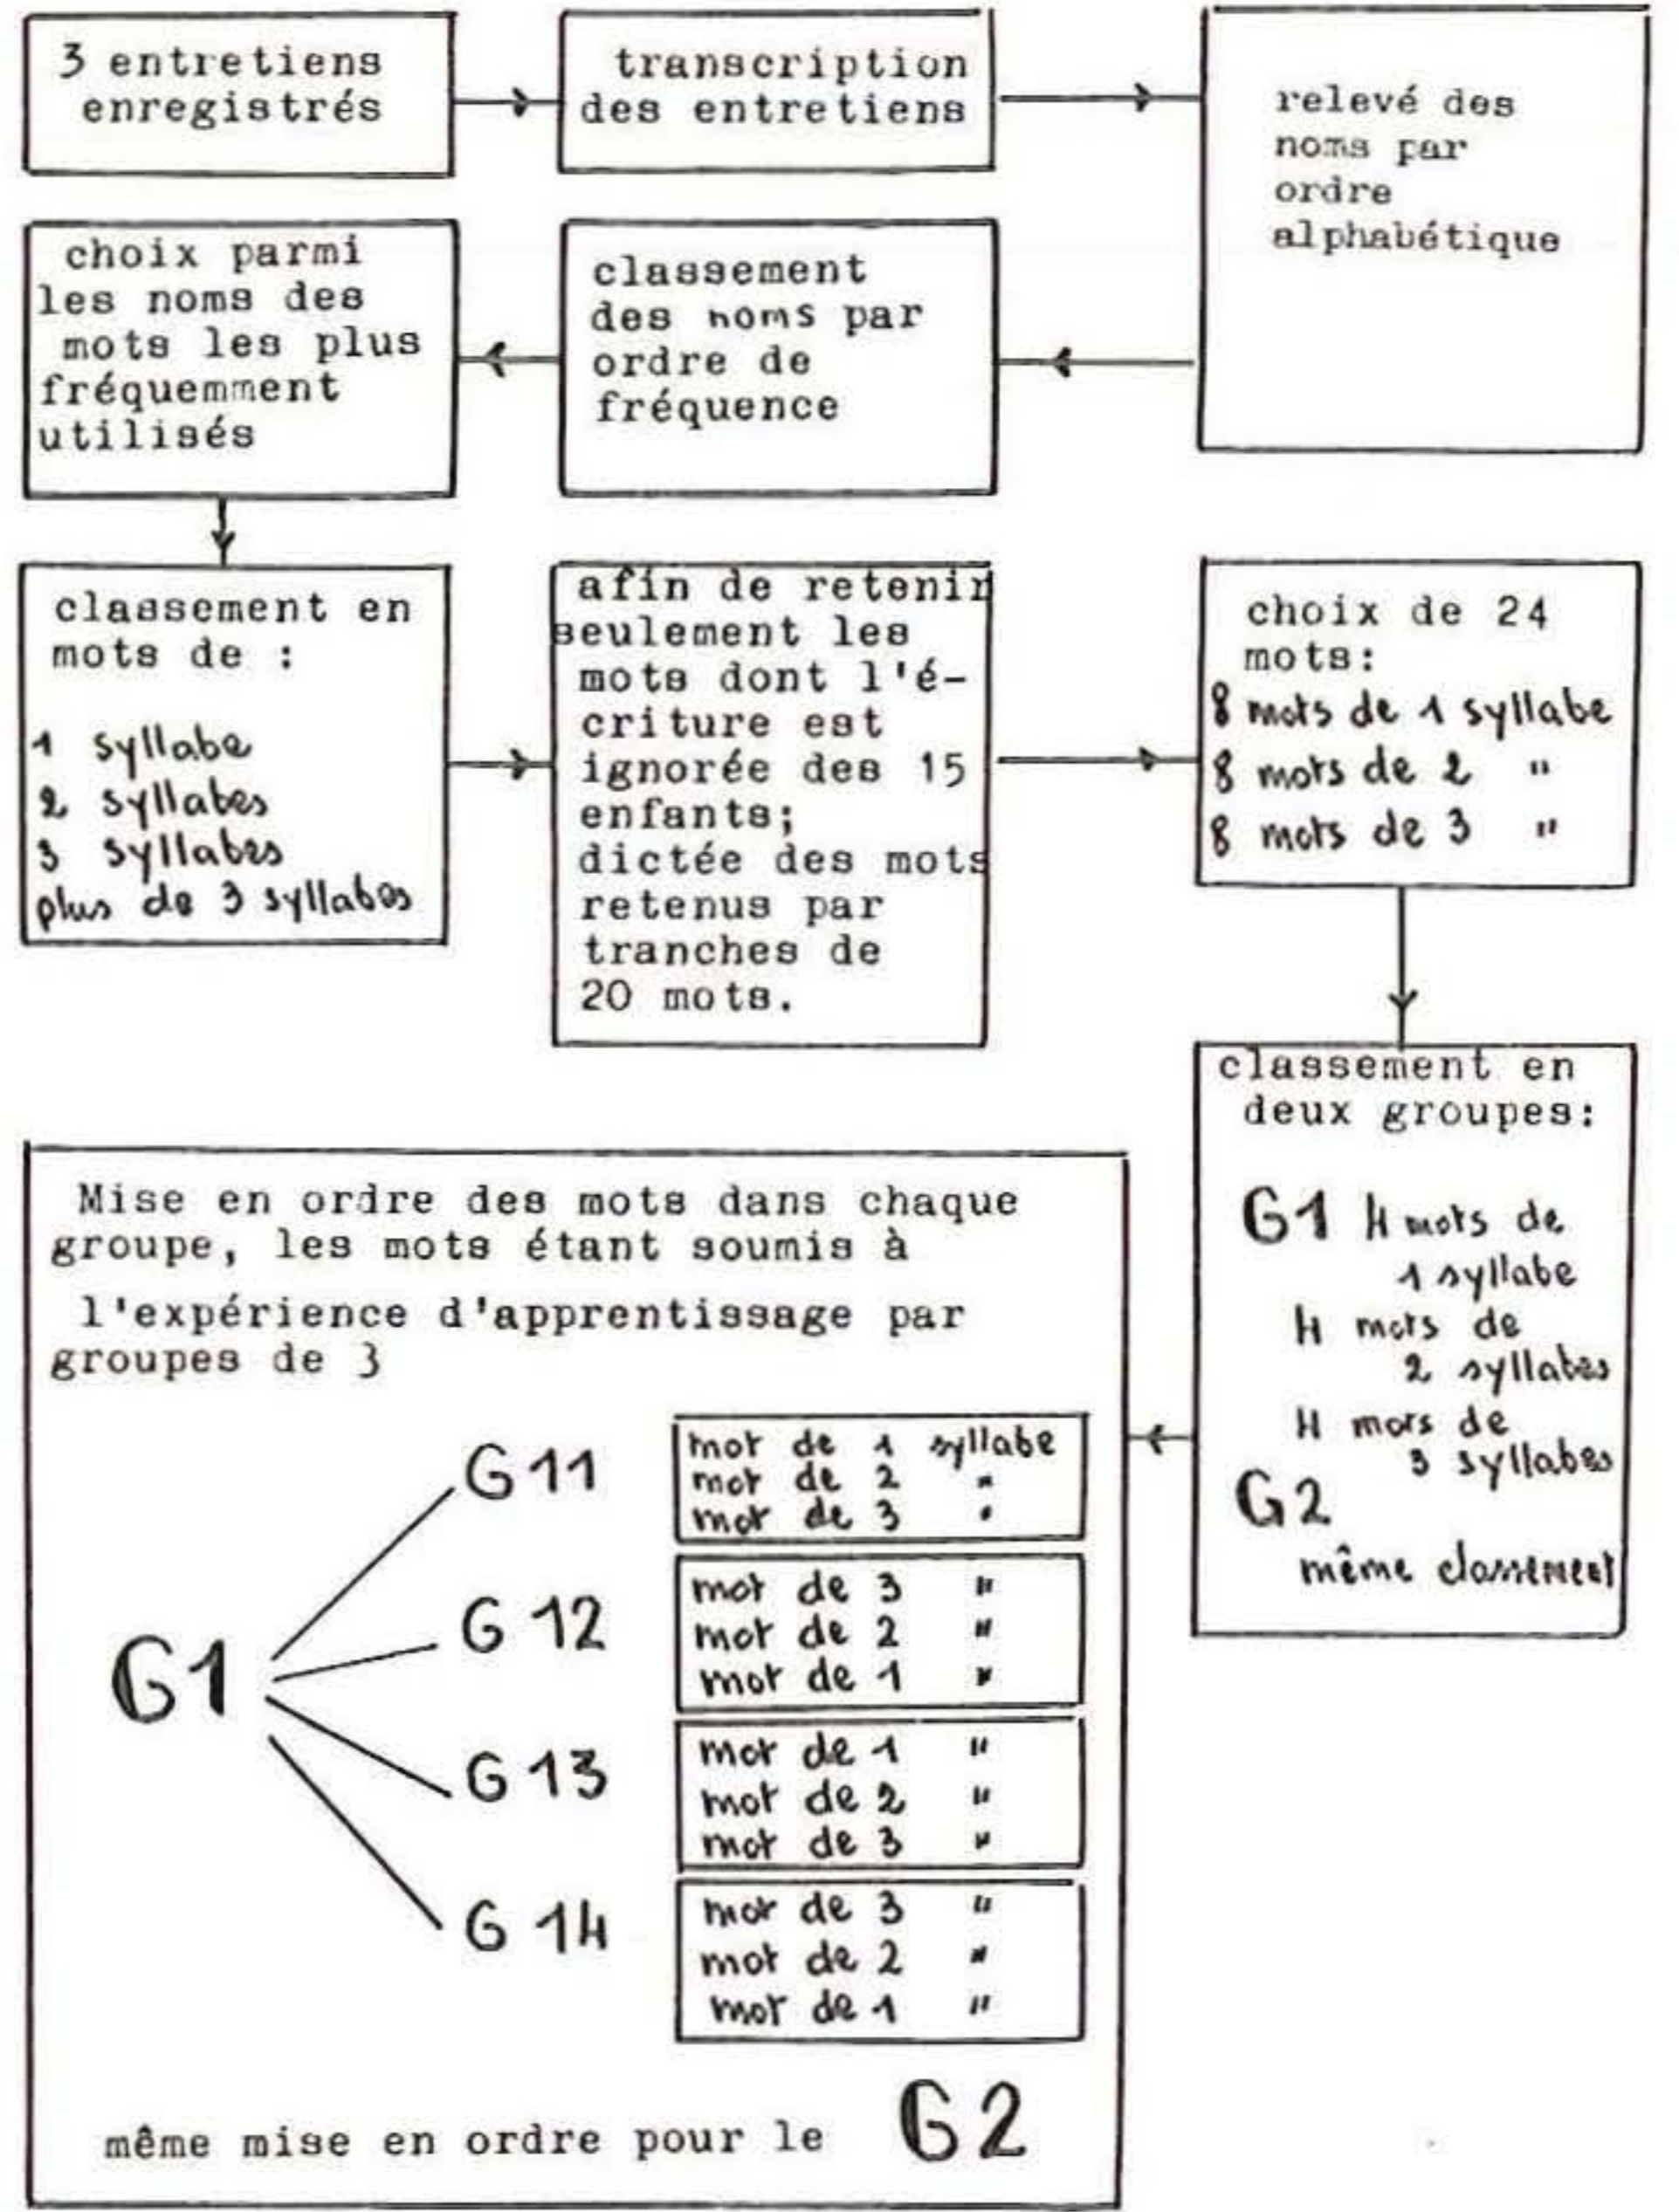 3 entretiens
enregistrés
transcription
des entretiens
relevé des
noms par
ordre
alphabétique
classement
des noms par
ordre de
fréquence
choix parmi
les noms des
mots les plus
fréquemment
utilisés
classement en
mots de :
1 syllabe
2 syllabes
3 syllabes
plus de 3 syllabes
afin de retenir
seulement les
mots dont l'é-
criture est
ignorée des 15
enfants;
dictée des mots
retenus par
tranches de
20 mots.
choix de 24
mots:
8 mots de 1 syllabe
8 mots de 2 "
8 mots de 3 "
classement en
deux groupes:
G1 4 mots de
1 syllabe
4 mots de
2 syllabes
4 mots de
3 syllabes
G2
même classement
Mise en ordre des mots dans chaque
groupe, les mots étant soumis à
l'expérience d'apprentissage par
groupes de 3
G1
G 11
mot de 1 syllabe
mot de 2 "
mot de 3 "
G 12
mot de 3 "
mot de 2 "
mot de 1 "
G 13
mot de 1 "
mot de 2 "
mot de 3 "
G 14
mot de 3 "
mot de 2 "
mot de 1 "
même mise en ordre pour le G2